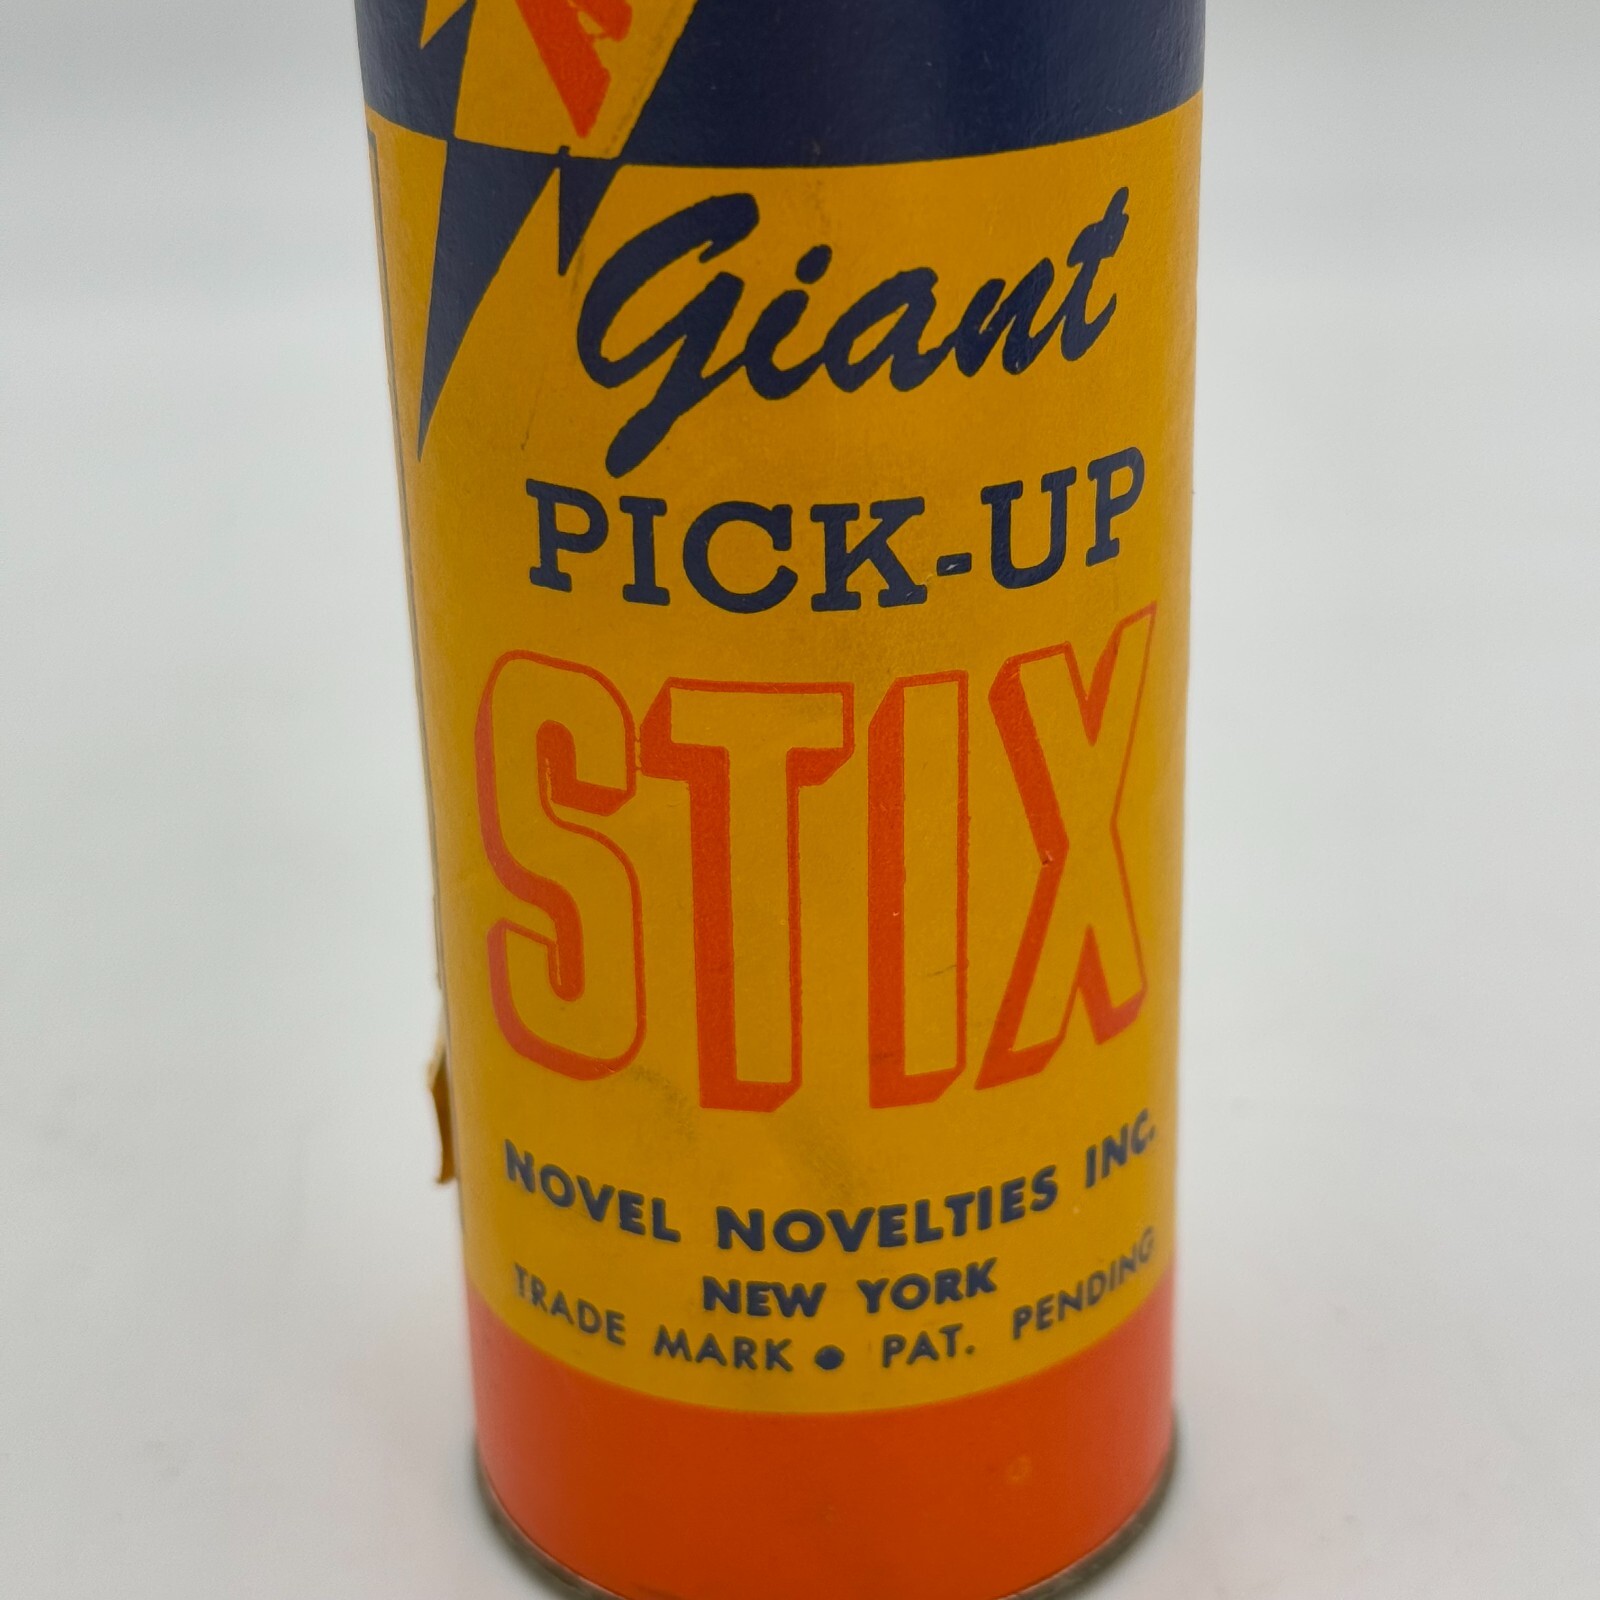 Giant
PICK-UP
STIX
NOVEL NOVELTIES INC.
NEW YORK
TRADE MARK • PAT. PENDING